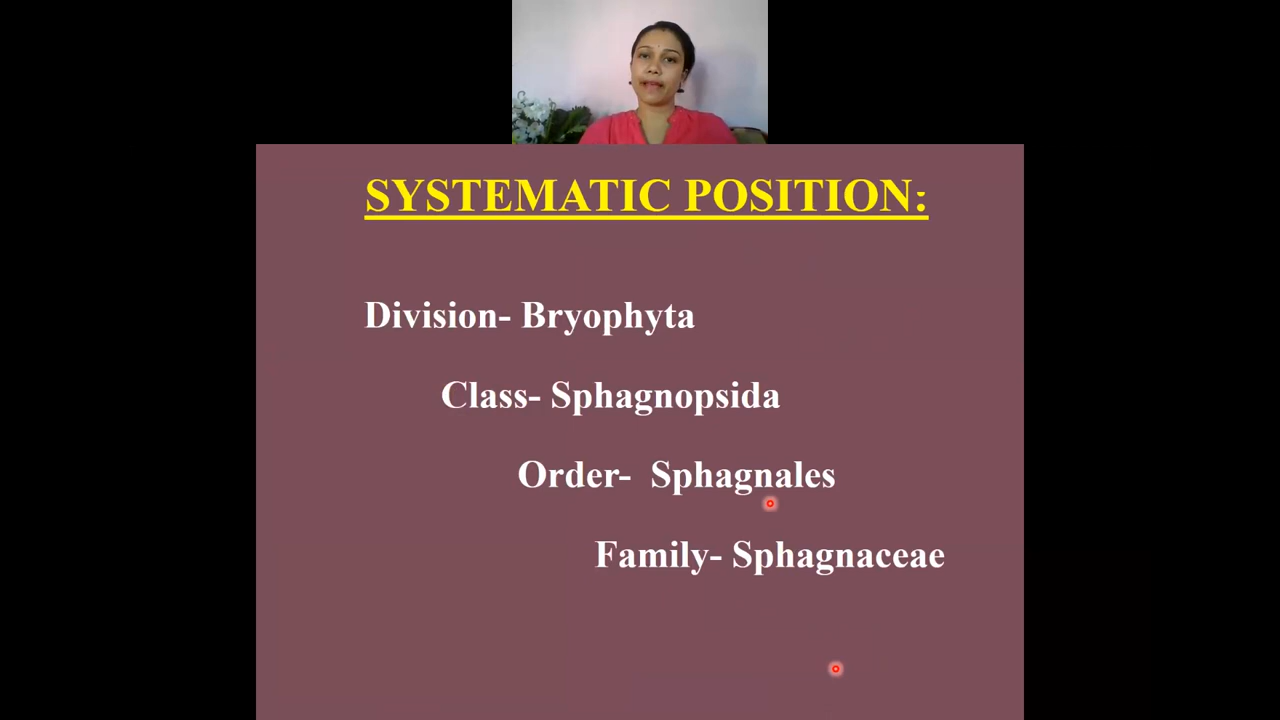 SYSTEMATIC POSITION:
Division- Bryophyta
Class- Sphagnopsida
Order- Sphagnales
Family- Sphagnaceae